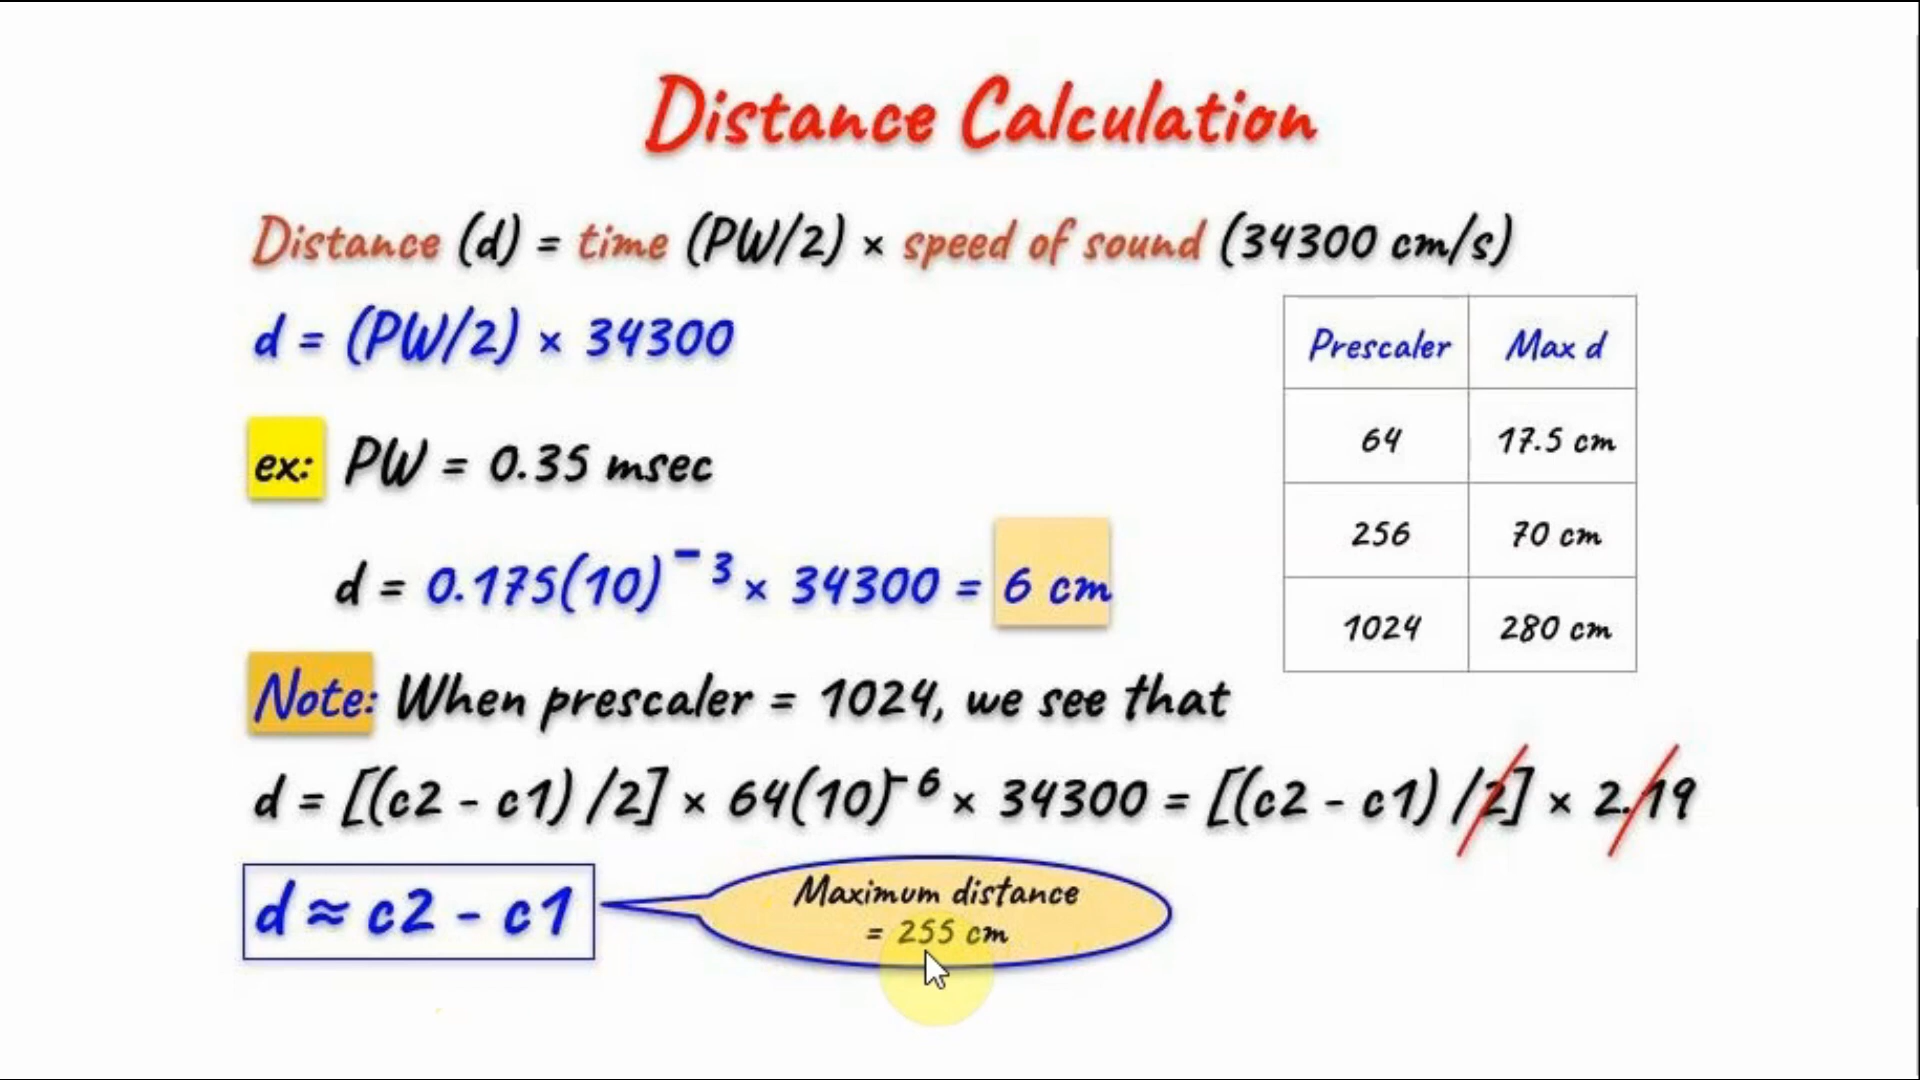 Distance Calculation
Distance (d) = time (PW/2) × speed of sound (34300 cm/s)
d = (PW/2) × 34300
Prescaler Max d
64 17.5 cm
256 70 cm
1024 280 cm
ex: PW = 0.35 msec
d = 0.175(10)⁻³ × 34300 = 6 cm
Note: When prescaler = 1024, we see that
d = [(c2 - c1) /2] × 64(10)⁻⁶ × 34300 = [(c2 - c1) /2] × 2.19
d ≈ c2 - c1
Maximum distance
= 255 cm